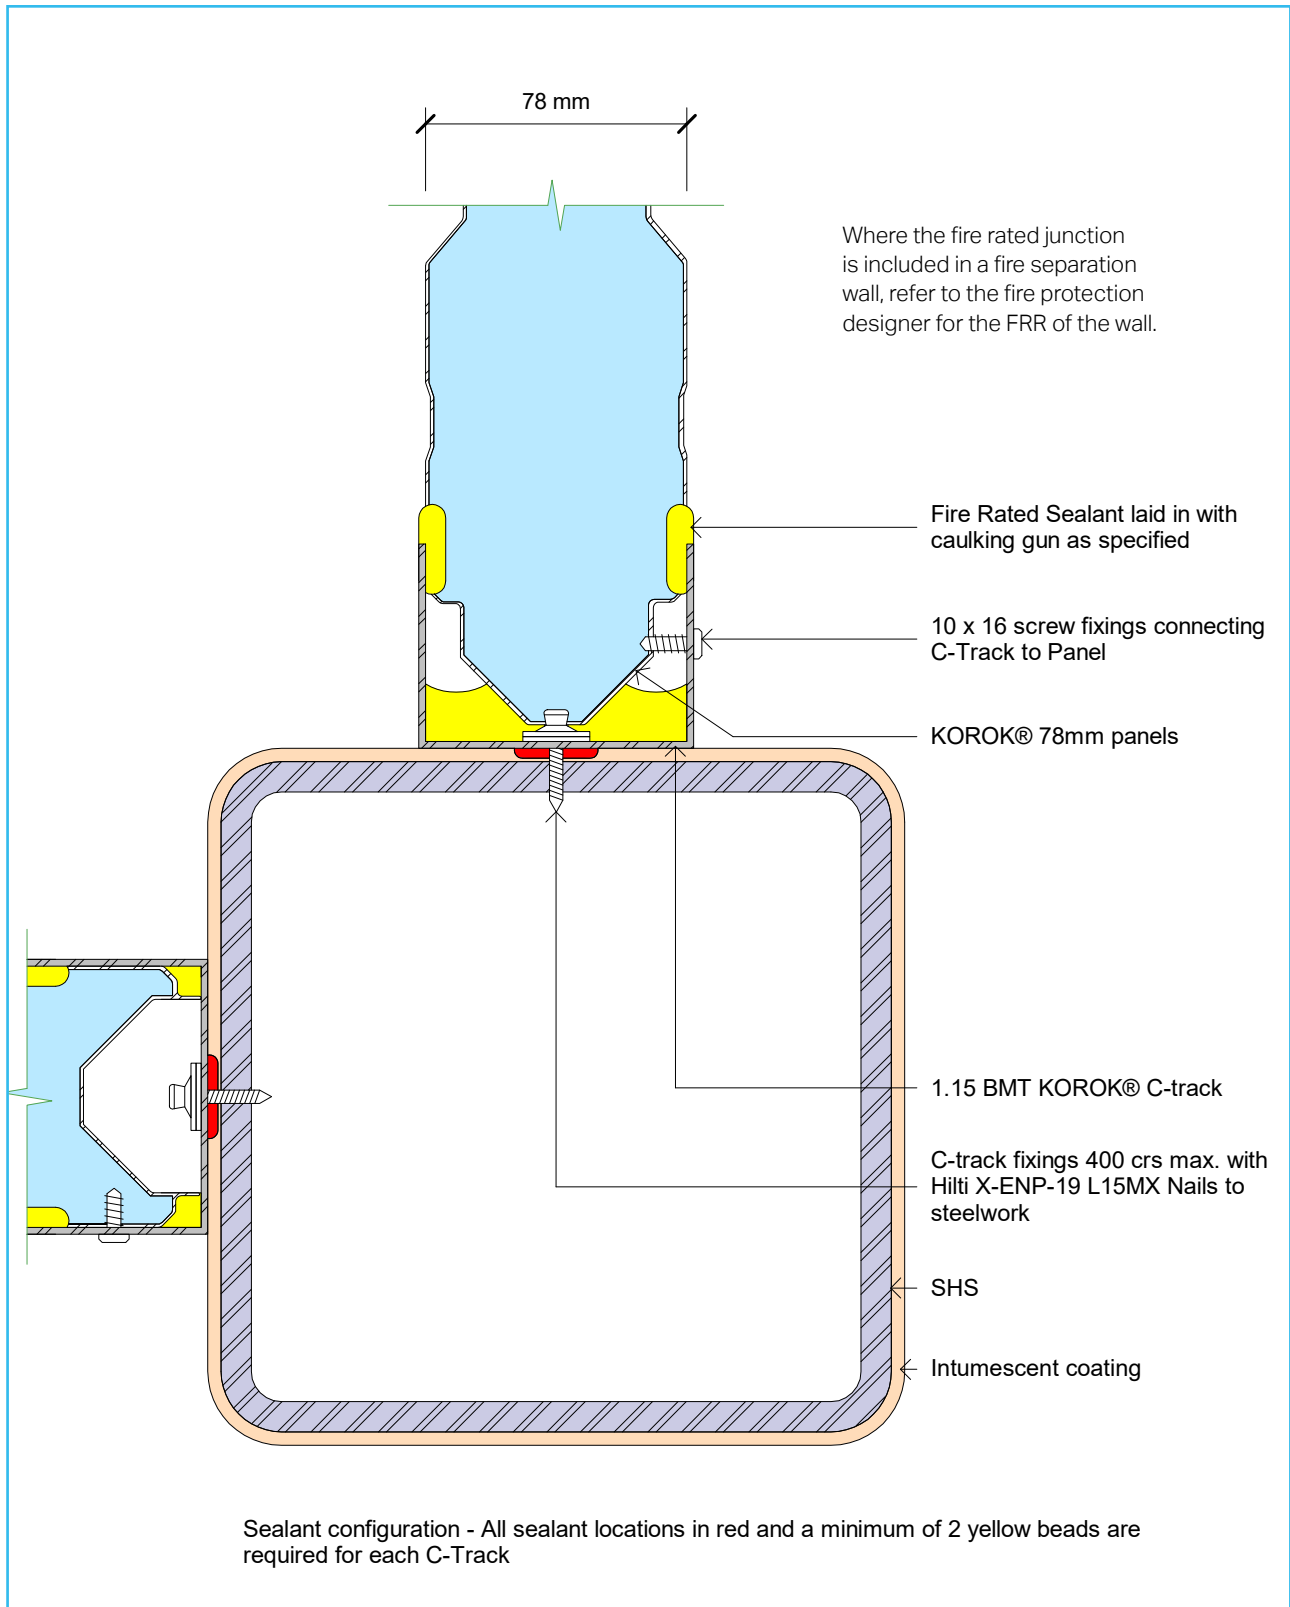 78 mm
Where the fire rated junction
is included in a fire separation
wall, refer to the fire protection
designer for the FRR of the wall.
Fire Rated Sealant laid in with
caulking gun as specified
10 x 16 screw fixings connecting
C-Track to Panel
KOROK® 78mm panels
1.15 BMT KOROK® C-track
C-track fixings 400 crs max. with
Hilti X-ENP-19 L15MX Nails to
steelwork
SHS
Intumescent coating
Sealant configuration - All sealant locations in red and a minimum of 2 yellow beads are
required for each C-Track